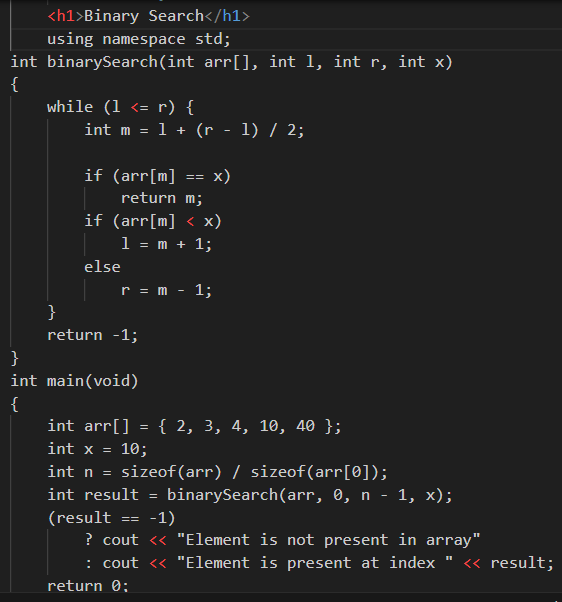 <h1>Binary Search</h1>
using namespace std;
int binarySearch(int arr[], int l, int r, int x)
{
while (l <= r) {
int m = l + (r - l) / 2;
if (arr[m] == x)
return m;
if (arr[m] < x)
l = m + 1;
else
r = m - 1;
}
return -1;
}
int main(void)
{
int arr[] = { 2, 3, 4, 10, 40 };
int x = 10;
int n = sizeof(arr) / sizeof(arr[0]);
int result = binarySearch(arr, 0, n - 1, x);
(result == -1)
? cout << "Element is not present in array"
: cout << "Element is present at index " << result;
return 0;